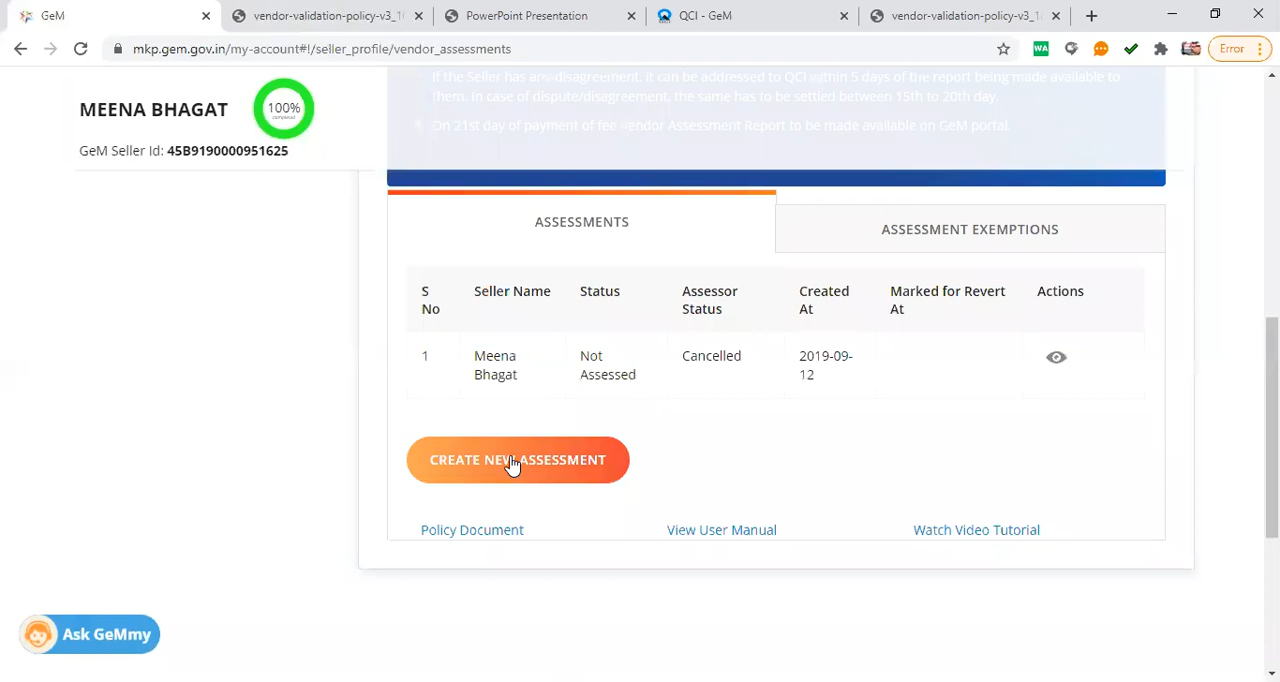 GeM
vendor-validation-policy-v3_1
PowerPoint Presentation
QCI - GeM
vendor-validation-policy-v3_1
mkp.gem.gov.in/my-account#!/seller_profile/vendor_assessments
WA
Error
MEENA BHAGAT
100%
completed
GeM Seller Id: 45B9190000951625
If the Seller has any disagreement, it can be addressed to QCI within 5 days of the report being made available to
them. In case of dispute/disagreement, the same has to be settled between 15th to 20th day.
On 21st day of payment of fee Vendor Assessment Report to be made available on GeM portal.
ASSESSMENTS
ASSESSMENT EXEMPTIONS
S No Seller Name Status Assessor Status Created At Marked for Revert At Actions
1 Meena Bhagat Not Assessed Cancelled 2019-09-12
CREATE NEW ASSESSMENT
Policy Document View User Manual Watch Video Tutorial
Ask GeMmy